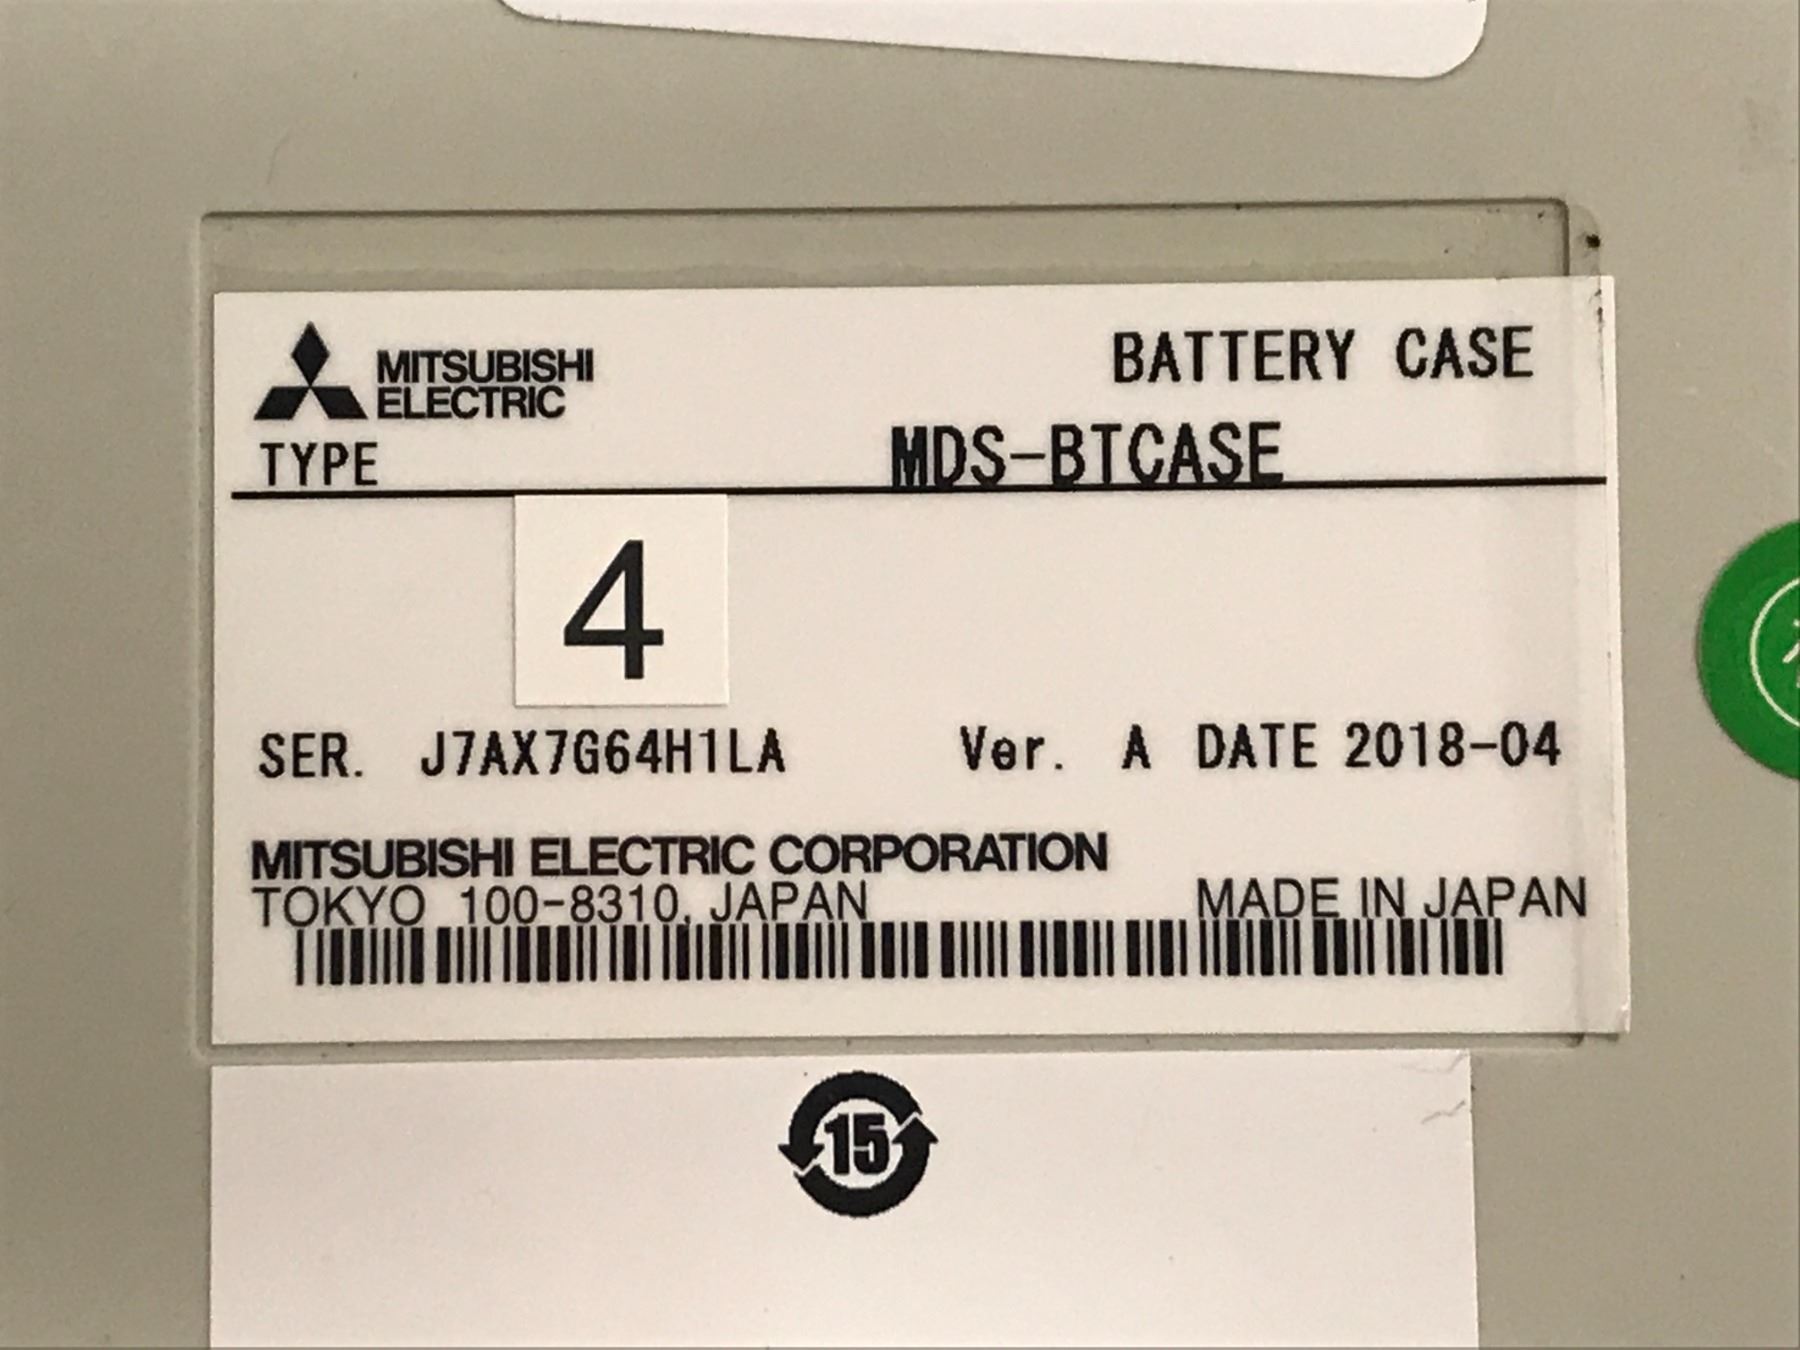 MITSUBISHI
ELECTRIC
BATTERY CASE
TYPE MDS-BTCASE
4
SER. J7AX7G64H1LA Ver. A DATE 2018-04
MITSUBISHI ELECTRIC CORPORATION
TOKYO 100-8310, JAPAN MADE IN JAPAN
15